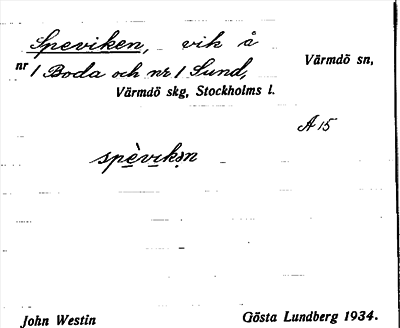 Speviken, - vik å
nr 1 Boda och nr 1 Sund, Värmdö sn,
Värmdö skg, Stockholms l.
A 15
spèvikən
John Westin Gösta Lundberg 1934.